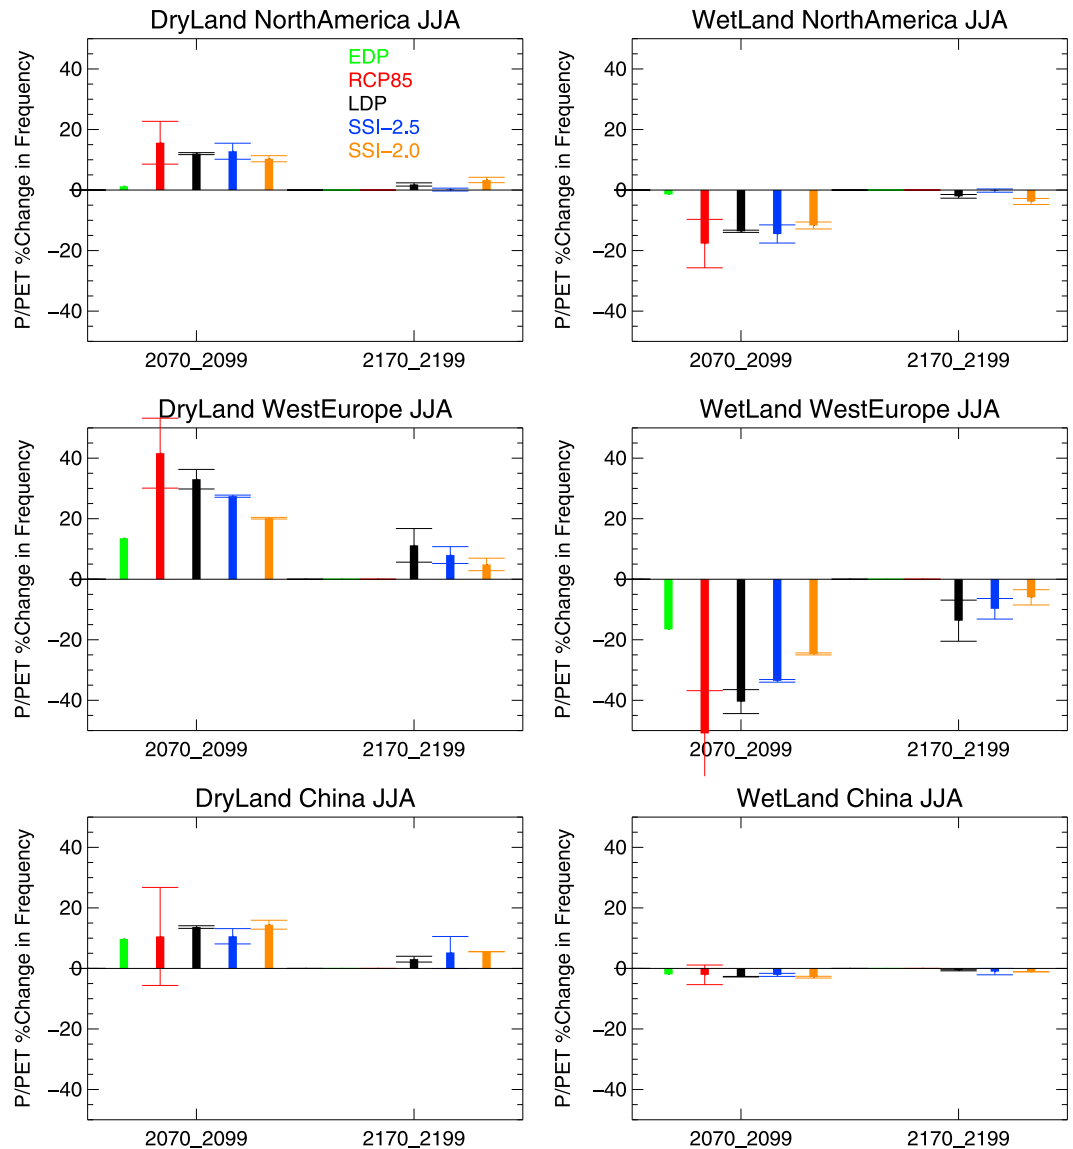 DryLand NorthAmerica JJA
P/PET %Change in Frequency
40
20
0
−20
−40
EDP
RCP85
LDP
SSI−2.5
SSI−2.0
2070_2099
2170_2199
WetLand NorthAmerica JJA
P/PET %Change in Frequency
40
20
0
−20
−40
2070_2099
2170_2199
DryLand WestEurope JJA
P/PET %Change in Frequency
40
20
0
−20
−40
2070_2099
2170_2199
WetLand WestEurope JJA
P/PET %Change in Frequency
40
20
0
−20
−40
2070_2099
2170_2199
DryLand China JJA
P/PET %Change in Frequency
40
20
0
−20
−40
2070_2099
2170_2199
WetLand China JJA
P/PET %Change in Frequency
40
20
0
−20
−40
2070_2099
2170_2199